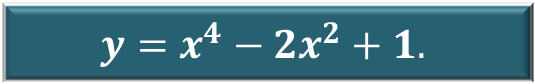 y = x⁴ − 2x² + 1.